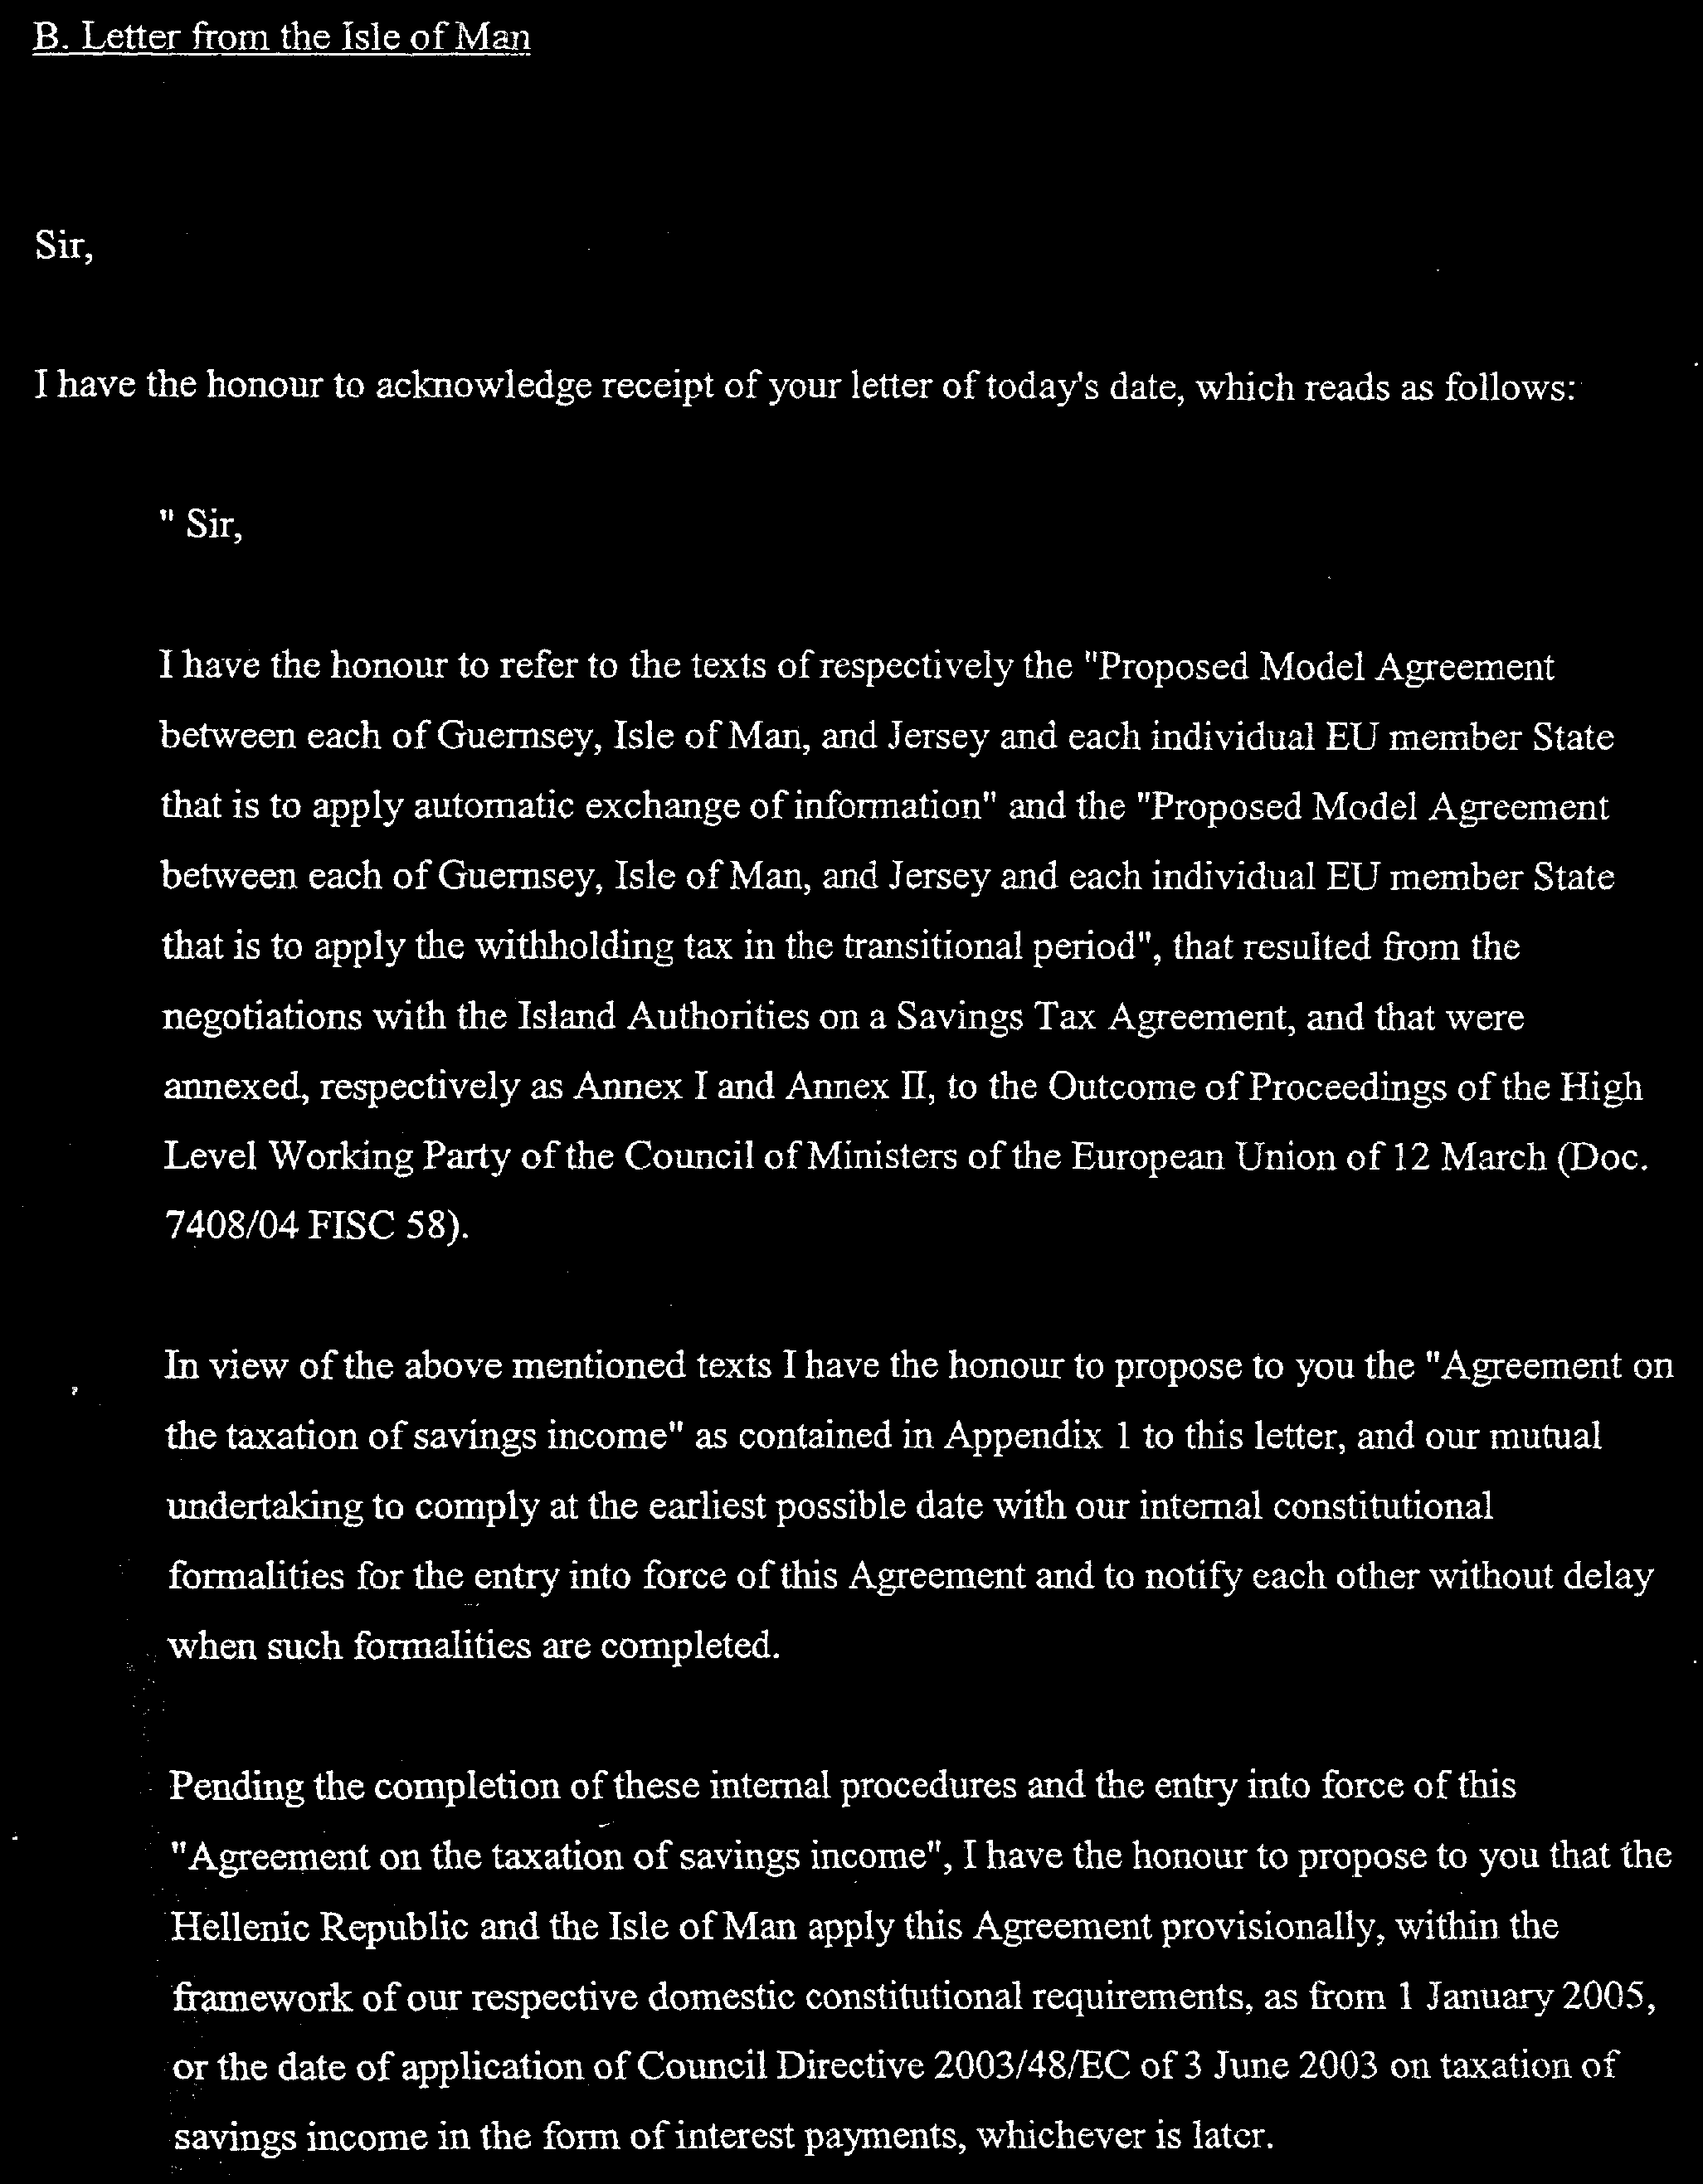 B. Letter from the Isle of Man
Sir,
I have the honour to acknowledge receipt of your letter of today's date, which reads as follows:
" Sir,
I have the honour to refer to the texts of respectively the "Proposed Model Agreement
between each of Guernsey, Isle of Man, and Jersey and each individual EU member State
that is to apply automatic exchange of information" and the "Proposed Model Agreement
between each of Guernsey, Isle of Man, and Jersey and each individual EU member State
that is to apply the withholding tax in the transitional period", that resulted from the
negotiations with the Island Authorities on a Savings Tax Agreement, and that were
annexed, respectively as Annex I and Annex II, to the Outcome of Proceedings of the High
Level Working Party of the Council of Ministers of the European Union of 12 March (Doc.
7408/04 FISC 58).
In view of the above mentioned texts I have the honour to propose to you the "Agreement on
the taxation of savings income" as contained in Appendix 1 to this letter, and our mutual
undertaking to comply at the earliest possible date with our internal constitutional
formalities for the entry into force of this Agreement and to notify each other without delay
when such formalities are completed.
Pending the completion of these internal procedures and the entry into force of this
"Agreement on the taxation of savings income", I have the honour to propose to you that the
Hellenic Republic and the Isle of Man apply this Agreement provisionally, within the
framework of our respective domestic constitutional requirements, as from 1 January 2005,
or the date of application of Council Directive 2003/48/EC of 3 June 2003 on taxation of
savings income in the form of interest payments, whichever is later.